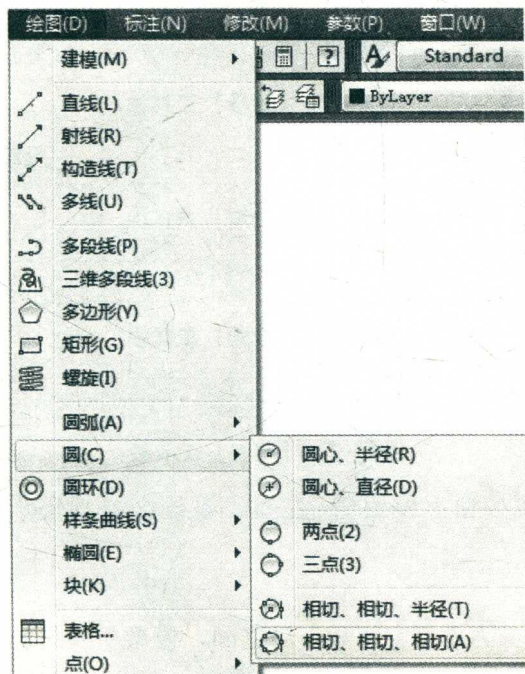 绘图(D) 标注(N) 修改(M) 参数(P) 窗口(W)
Standard
ByLayer
建模(M)
直线(L)
射线(R)
构造线(T)
多线(U)
多段线(P)
三维多段线(3)
多边形(Y)
矩形(G)
螺旋(I)
圆弧(A)
圆(C)
圆环(D)
样条曲线(S)
椭圆(E)
块(K)
表格...
点(O)
圆心、半径(R)
圆心、直径(D)
两点(2)
三点(3)
相切、相切、半径(T)
相切、相切、相切(A)